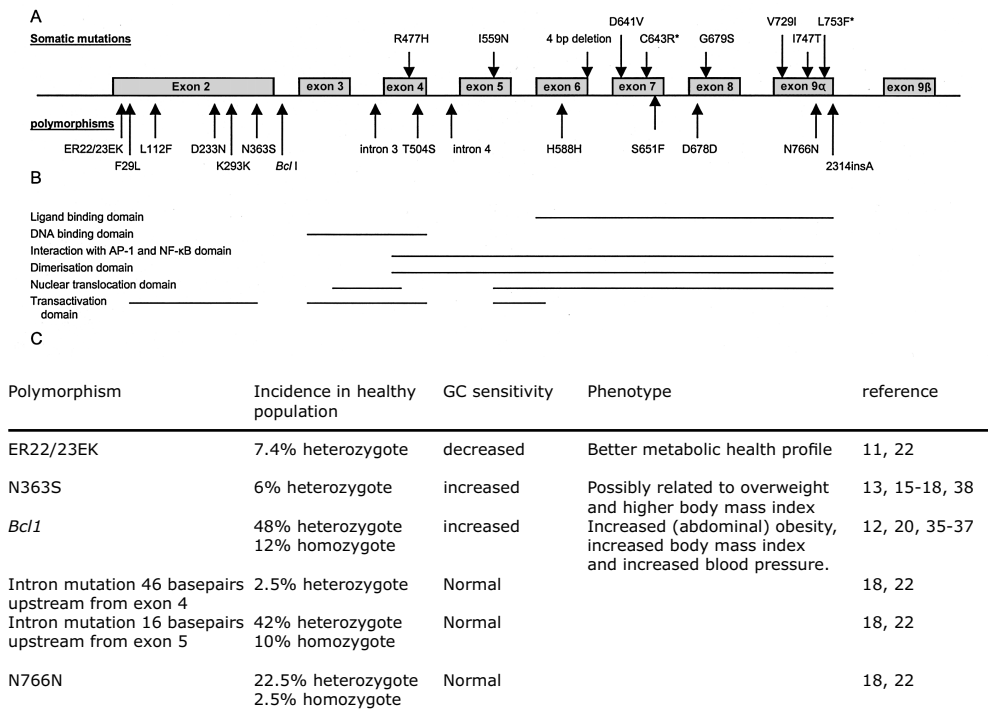 A
Somatic mutations
D641V
V729I
L753F*
R477H
I559N
4 bp deletion
C643R*
G679S
I747T
Exon 2
exon 3
exon 4
exon 5
exon 6
exon 7
exon 8
exon 9α
exon 9β
polymorphisms
ER22/23EK
L112F
D233N
N363S
intron 3
T504S
intron 4
H588H
S651F
D678D
N766N
F29L
K293K
Bcl I
2314insA
B
Ligand binding domain
DNA binding domain
Interaction with AP-1 and NF-κB domain
Dimerisation domain
Nuclear translocation domain
Transactivation
domain
C
Polymorphism Incidence in healthy GC sensitivity Phenotype reference
population
ER22/23EK 7.4% heterozygote decreased Better metabolic health profile 11, 22
N363S 6% heterozygote increased Possibly related to overweight 13, 15-18, 38
and higher body mass index
Bcl1 48% heterozygote increased Increased (abdominal) obesity, 12, 20, 35-37
12% homozygote increased body mass index
and increased blood pressure.
Intron mutation 46 basepairs 2.5% heterozygote Normal 18, 22
upstream from exon 4
Intron mutation 16 basepairs 42% heterozygote Normal 18, 22
upstream from exon 5 10% homozygote
N766N 22.5% heterozygote Normal 18, 22
2.5% homozygote